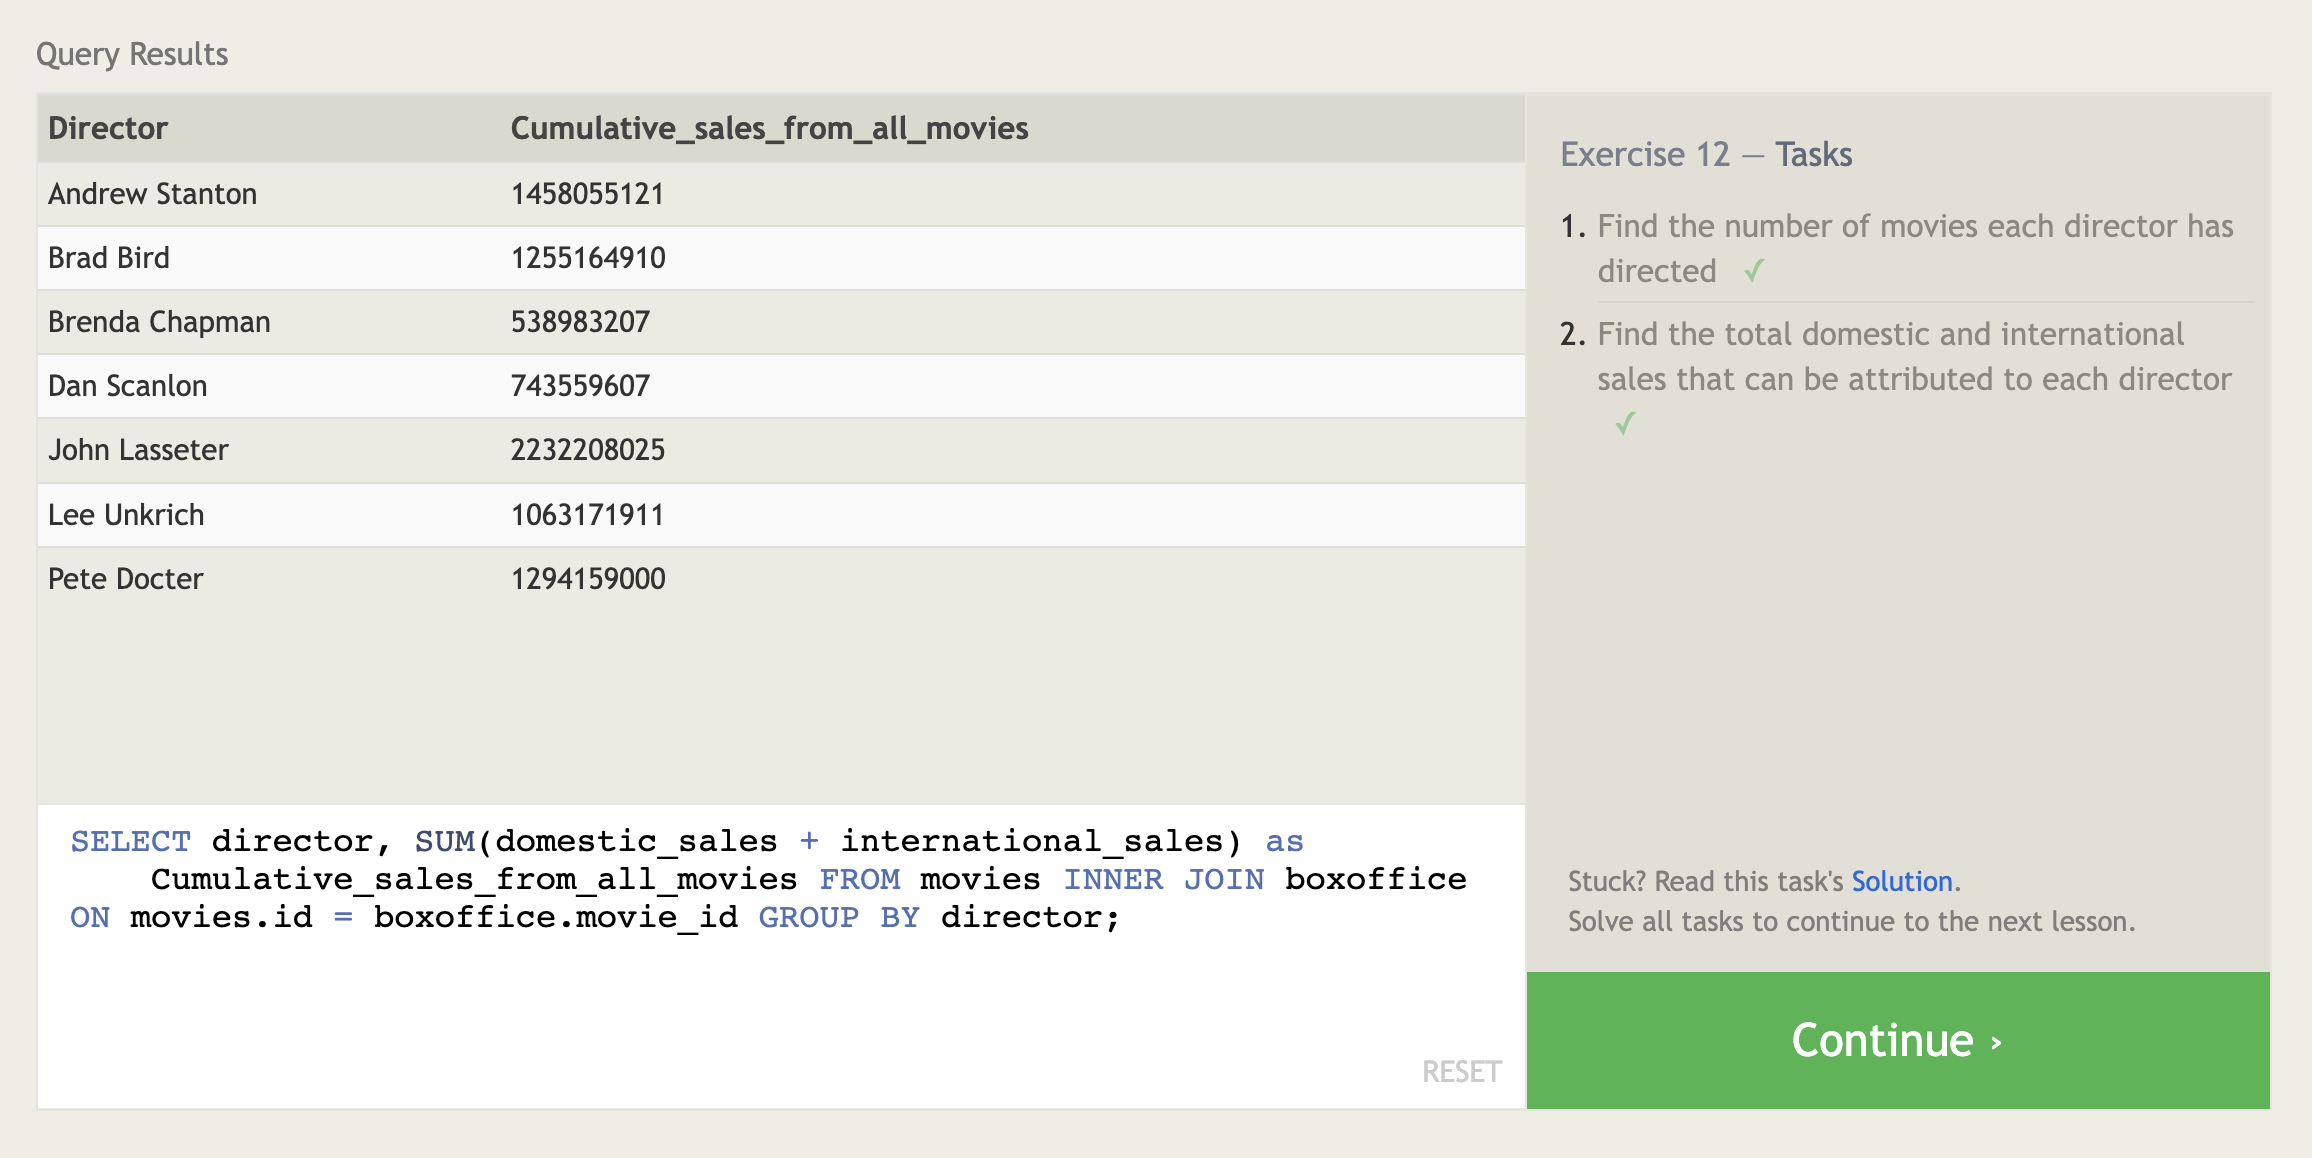 Query Results
Director Cumulative_sales_from_all_movies
Andrew Stanton 1458055121
Brad Bird 1255164910
Brenda Chapman 538983207
Dan Scanlon 743559607
John Lasseter 2232208025
Lee Unkrich 1063171911
Pete Docter 1294159000
SELECT director, SUM(domestic_sales + international_sales) as
Cumulative_sales_from_all_movies FROM movies INNER JOIN boxoffice
ON movies.id = boxoffice.movie_id GROUP BY director;
RESET
Exercise 12 — Tasks
1. Find the number of movies each director has
directed ✓
2. Find the total domestic and international
sales that can be attributed to each director
✓
Stuck? Read this task's Solution.
Solve all tasks to continue to the next lesson.
Continue ›